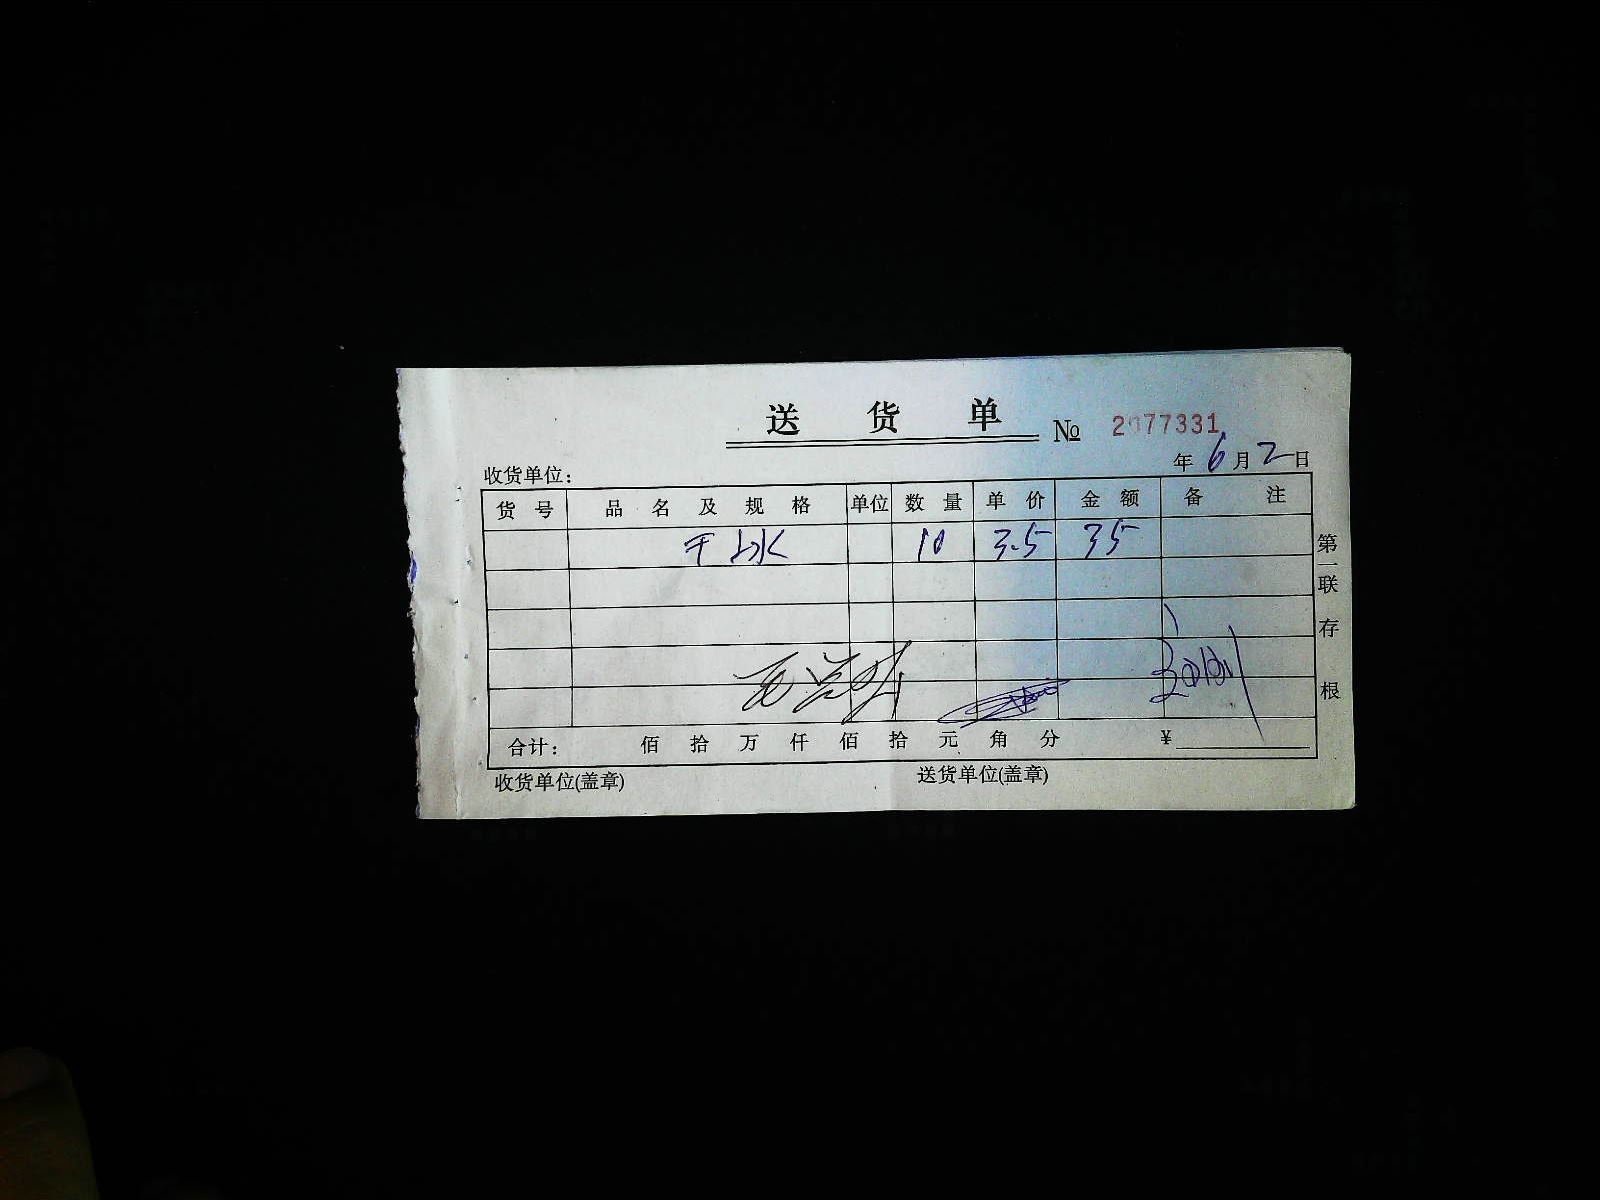 送 货 单 № 2077331
年 6 月 2 日
收货单位:
货 号 品 名 及 规 格 单位 数 量 单 价 金 额 备 注
10 3.5 35
第一联 存根
合计: 佰 拾 万 仟 佰 拾 元 角 分 ¥
收货单位(盖章) 送货单位(盖章)